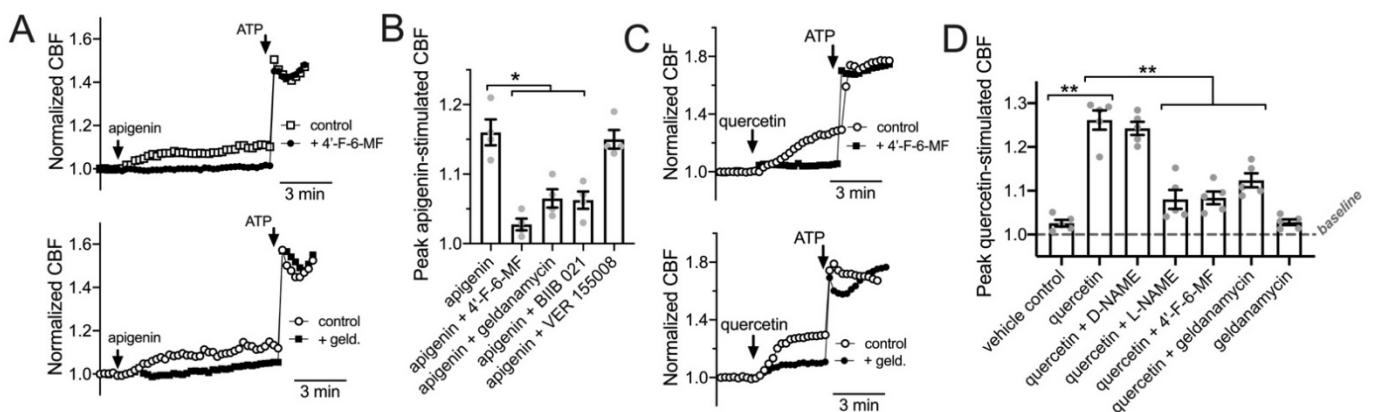 A
Normalized CBF
1.6
1.4
1.2
1.0
apigenin
ATP
control
+ 4'-F-6-MF
3 min
Normalized CBF
1.6
1.4
1.2
1.0
apigenin
ATP
control
+ geld.
3 min
B
Peak apigenin-stimulated CBF
1.2
1.1
1.0
*
apigenin
apigenin + 4'-F-6-MF
apigenin + geldanamycin
apigenin + BIIB 021
apigenin + VER 155008
C
Normalized CBF
1.8
1.4
1.0
quercetin
ATP
control
+ 4'-F-6-MF
3 min
Normalized CBF
1.8
1.4
1.0
quercetin
ATP
control
+ geld.
3 min
D
Peak quercetin-stimulated CBF
1.3
1.2
1.1
1.0
**
**
baseline
vehicle control
quercetin
quercetin + D-NAME
quercetin + L-NAME
quercetin + 4'-F-6-MF
quercetin + geldanamycin
geldanamycin